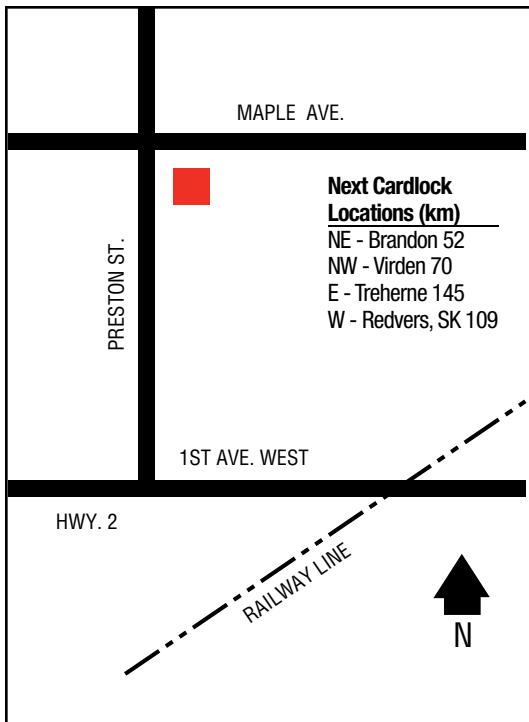 MAPLE AVE.
Next Cardlock
Locations (km)
NE - Brandon 52
NW - Virden 70
E - Treherne 145
W - Redvers, SK 109
PRESTON ST.
1ST AVE. WEST
HWY. 2
RAILWAY LINE
N